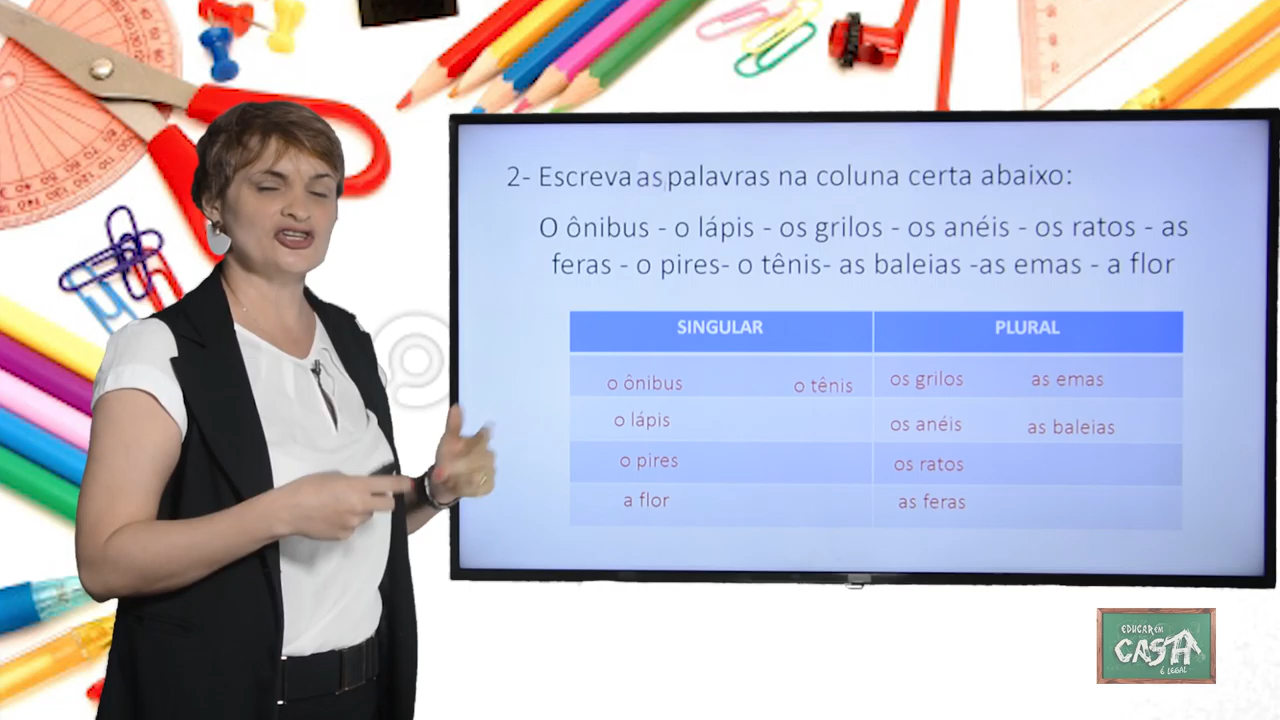 2- Escreva as palavras na coluna certa abaixo:
O ônibus - o lápis - os grilos - os anéis - os ratos - as
feras - o pires- o tênis- as baleias -as emas - a flor
SINGULAR PLURAL
o ônibus o tênis os grilos as emas
o lápis os anéis as baleias
o pires os ratos
a flor as feras
EDUCAR EM
CASA
É LEGAL